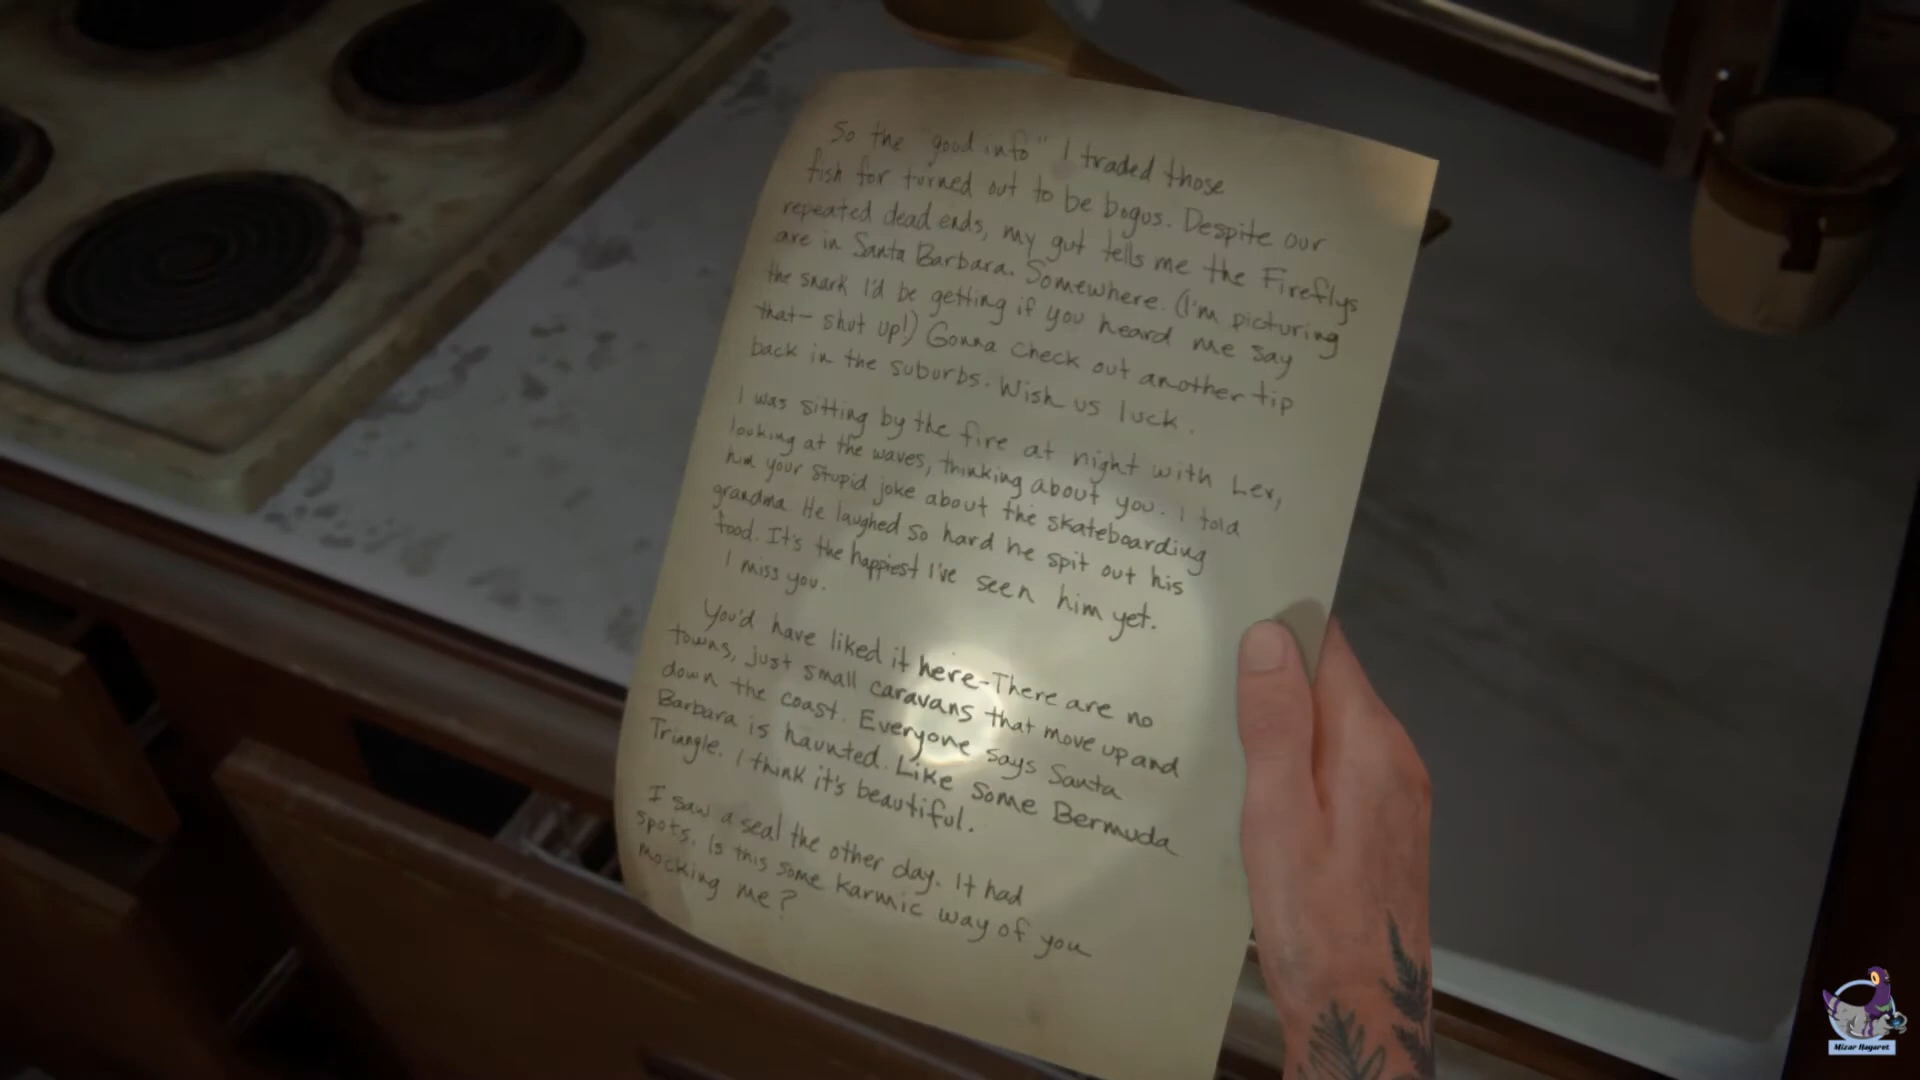 So the "good info" I traded those
fish for turned out to be bogus. Despite our
repeated dead ends, my gut tells me the Fireflys
are in Santa Barbara. Somewhere. (I'm picturing
the snark I'd be getting if you heard me say
that- shut up!) Gonna check out another tip
back in the suburbs. Wish us luck.
I was sitting by the fire at night with Lev,
looking at the waves, thinking about you. I told
him your stupid joke about the skateboarding
grandma. He laughed so hard he spit out his
food. It's the happiest I've seen him yet.
I miss you.
You'd have liked it here-There are no
towns, just small caravans that move up and
down the coast. Everyone says Santa
Barbara is haunted. Like some Bermuda
Triangle. I think it's beautiful.
I saw a seal the other day. It had
spots. Is this some karmic way of you
mocking me?
Mizar Hagaret